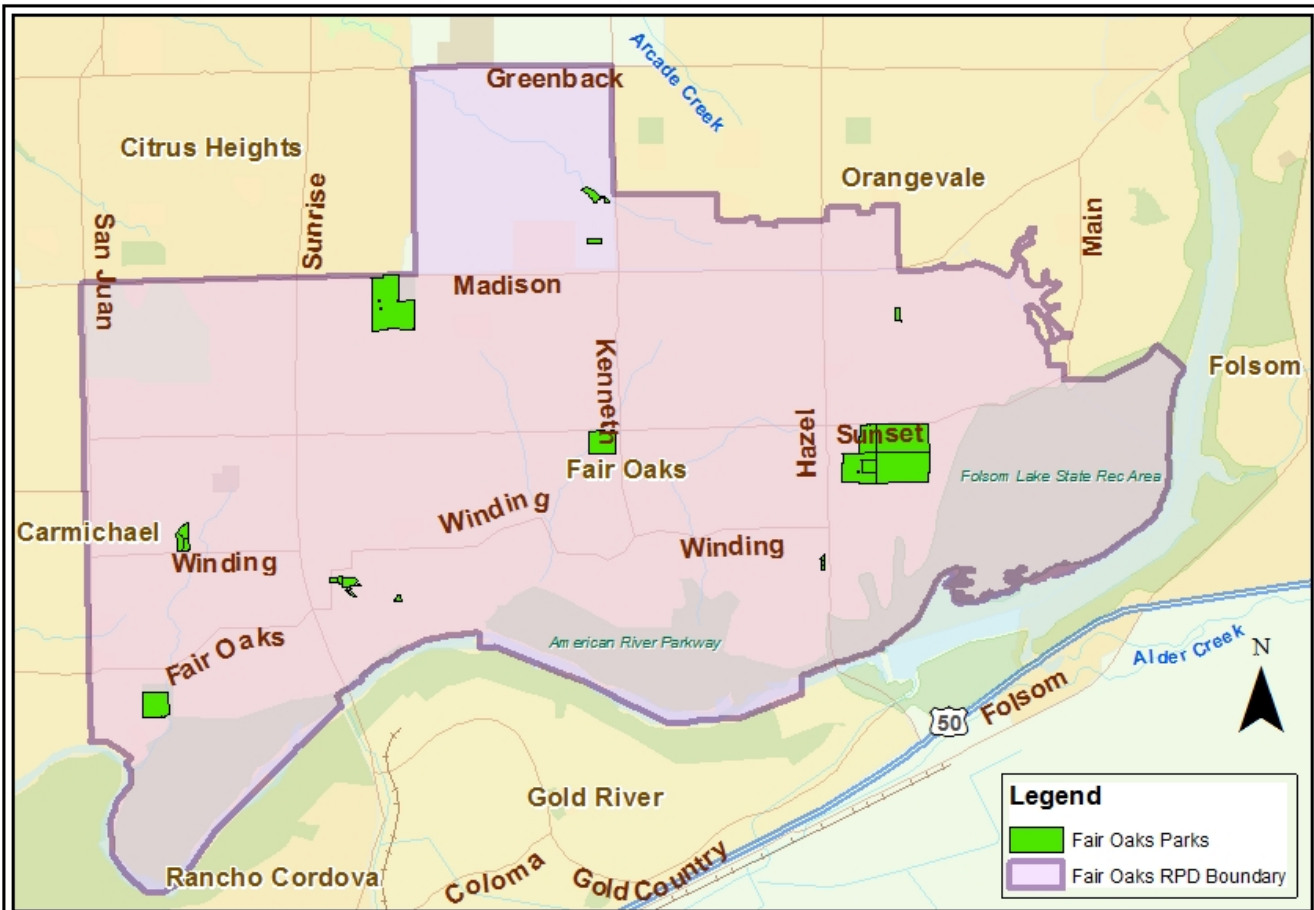 Greenback
Arcade Creek
Citrus Heights
Orangevale
Sunrise
San Juan
Main
Madison
Kenneth
Folsom
Hazel
Sunset
Fair Oaks
Folsom Lake State Rec Area
Winding
Carmichael
Winding
Winding
Fair Oaks
American River Parkway
Alder Creek
N
Folsom
50
Gold River
Rancho Cordova
Coloma
Gold Country
Legend
Fair Oaks Parks
Fair Oaks RPD Boundary